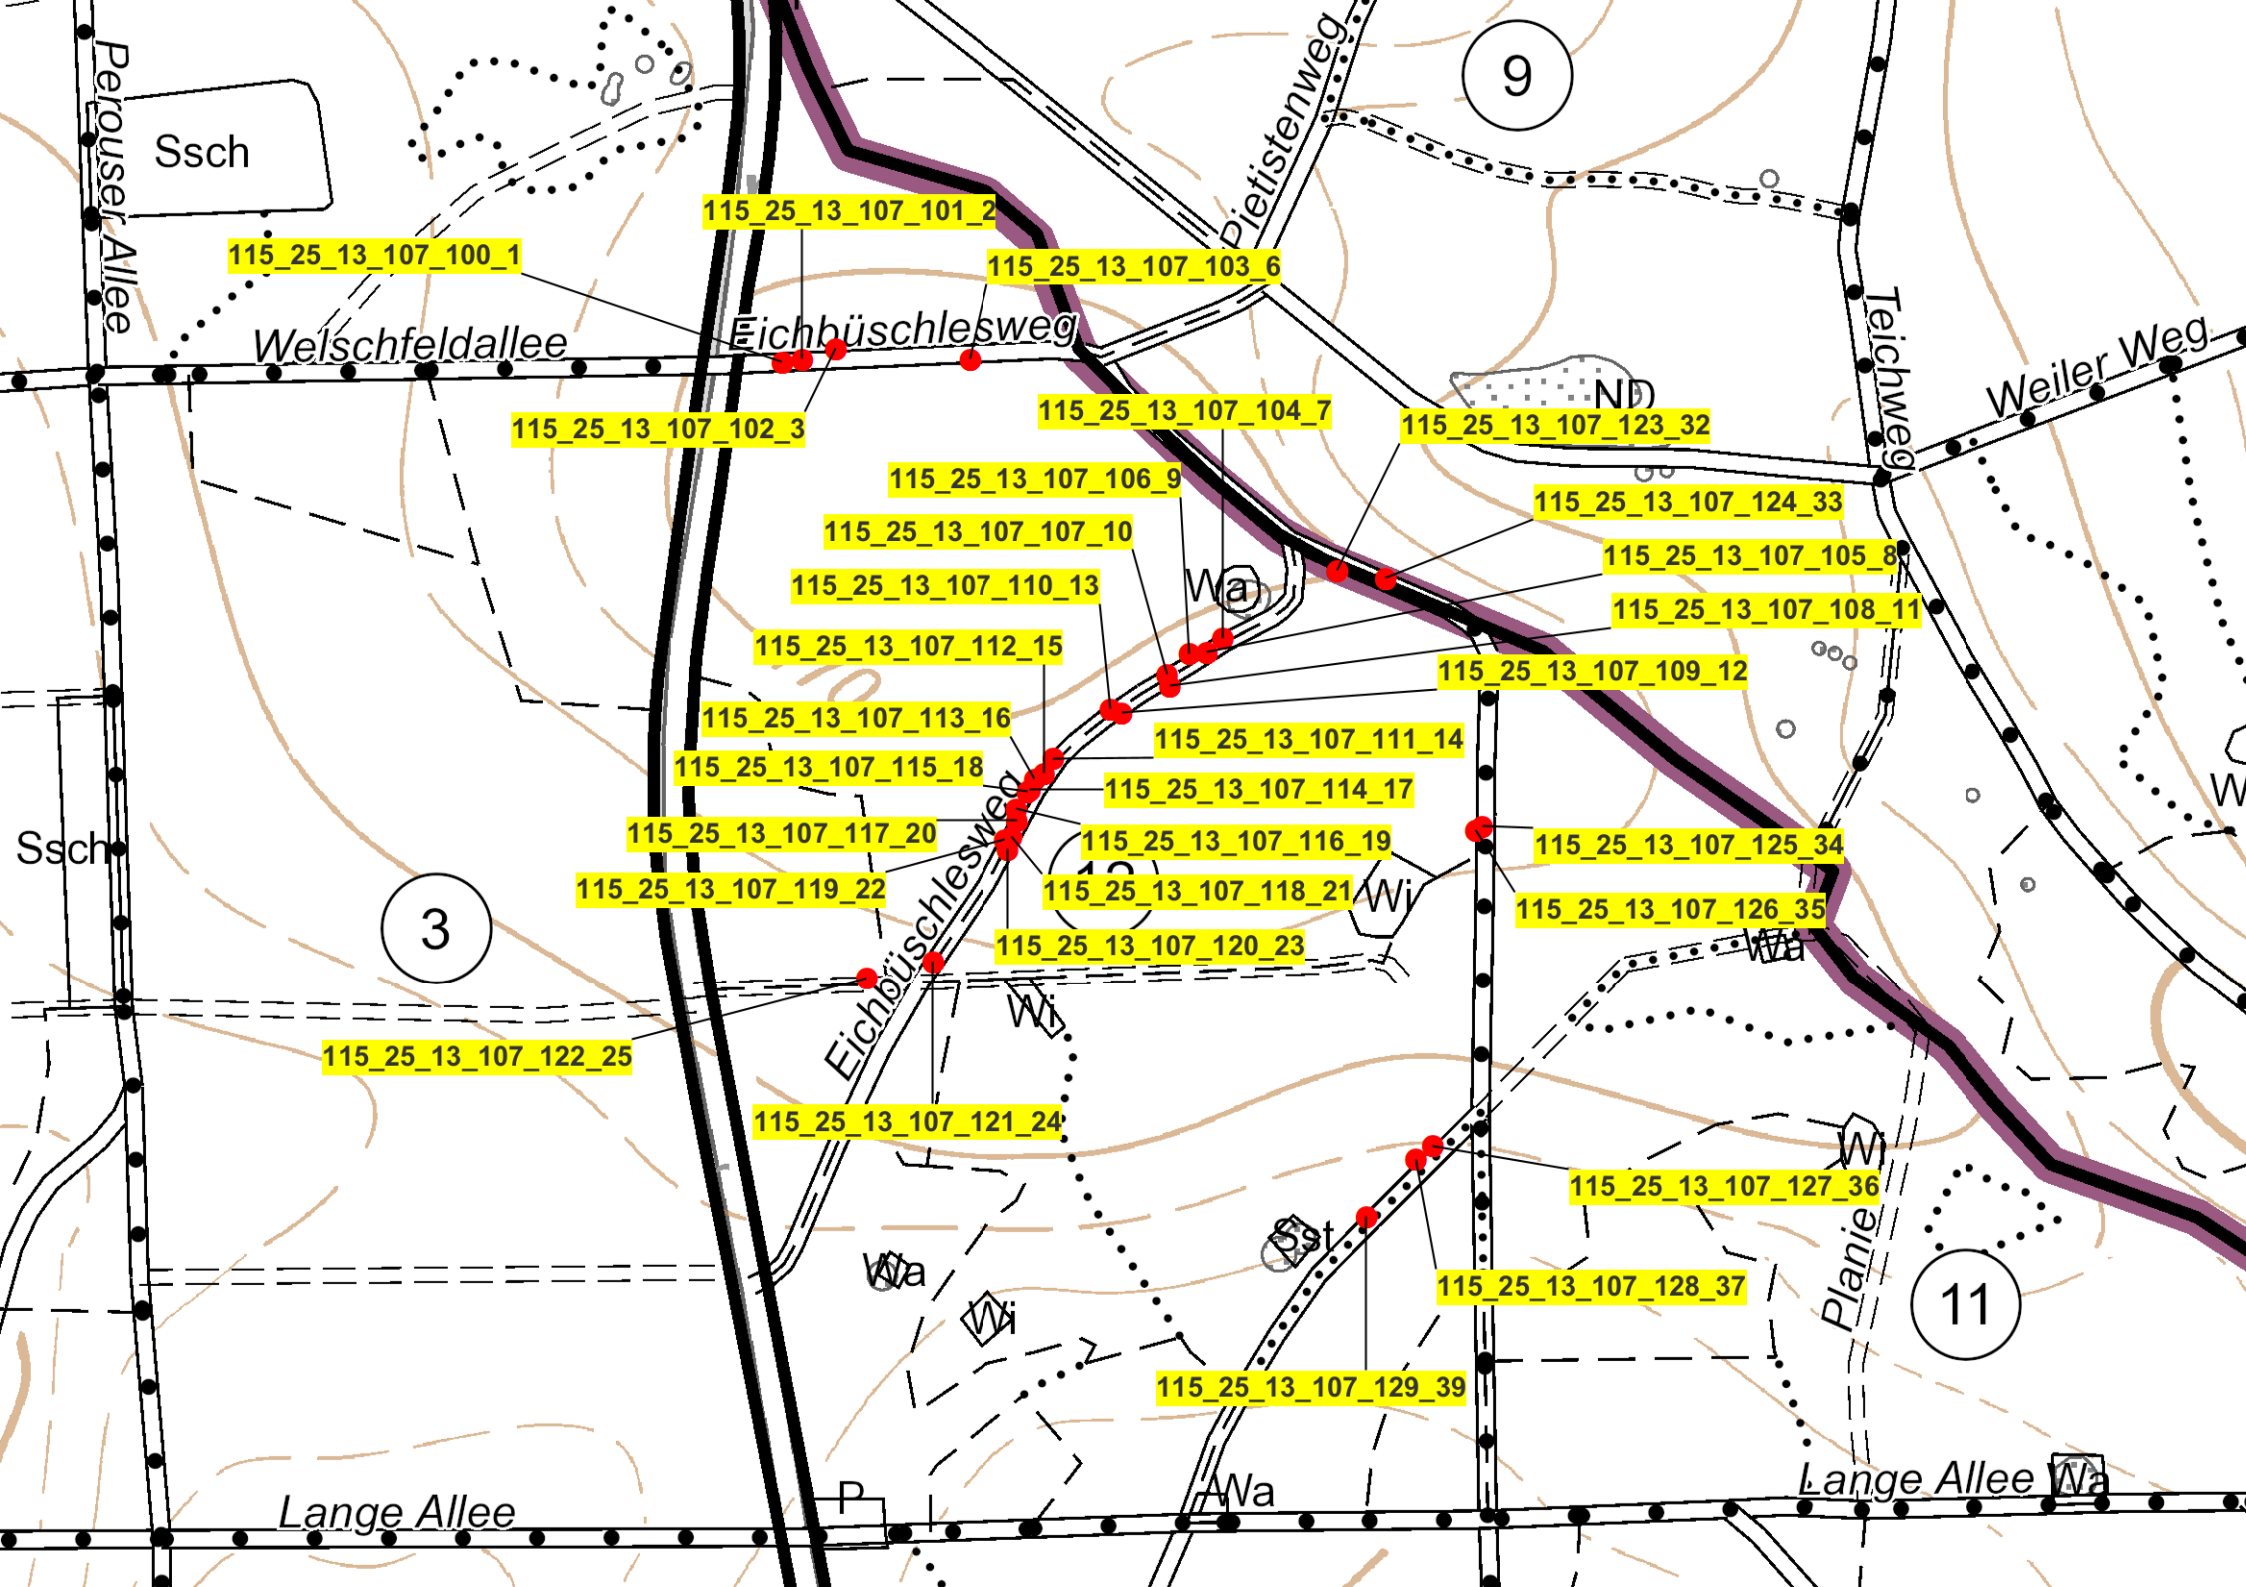 Perouser Allee
Ssch
9
Pietistenweg
115_25_13_107_101_2
115_25_13_107_100_1
115_25_13_107_103_6
Welschfeldallee
Eichbüschlesweg
Teichweg
Weiler Weg
ND
115_25_13_107_104_7
115_25_13_107_123_32
115_25_13_107_102_3
115_25_13_107_106_9
115_25_13_107_124_33
115_25_13_107_107_10
115_25_13_107_105_8
115_25_13_107_110_13
Wa
115_25_13_107_108_11
115_25_13_107_112_15
115_25_13_107_109_12
115_25_13_107_113_16
115_25_13_107_111_14
115_25_13_107_115_18
115_25_13_107_114_17
115_25_13_107_117_20
115_25_13_107_116_19
115_25_13_107_125_34
Ssch
115_25_13_107_119_22
115_25_13_107_118_21
Wi
3
115_25_13_107_126_35
Eichbüschlesweg
115_25_13_107_120_23
Wa
Wi
115_25_13_107_122_25
115_25_13_107_121_24
Wi
115_25_13_107_127_36
Planie
Sst
Wa
115_25_13_107_128_37
11
Wi
115_25_13_107_129_39
Lange Allee
P
Wa
Lange Allee
Wa